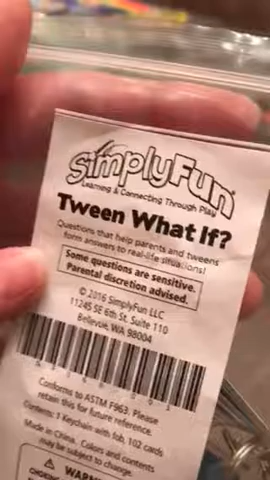 SimplyFun®
Learning & Connecting Through Play
Tween What If?
Questions that help parents and tweens
form answers to real-life situations!
Some questions are sensitive.
Parental discretion advised.
© 2016 SimplyFun LLC
11245 SE 6th St. Suite 110
Bellevue, WA 98004
Conforms to ASTM F963. Please
retain this for future reference.
Contents: 1 Keychain with fob, 102 cards
Made in China. Colors and contents
may be subject to change.